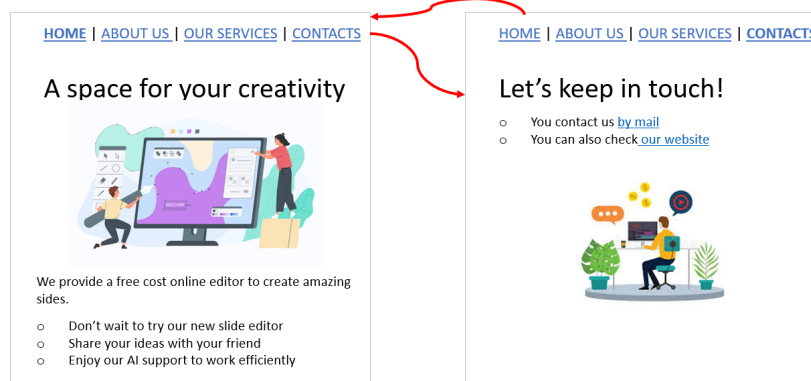 HOME | ABOUT US | OUR SERVICES | CONTACTS
A space for your creativity
WELCOME
We provide a free cost online editor to create amazing
sides.
o Don't wait to try our new slide editor
o Share your ideas with your friend
o Enjoy our AI support to work efficiently
HOME | ABOUT US | OUR SERVICES | CONTACTS
Let's keep in touch!
o You contact us by mail
o You can also check our website